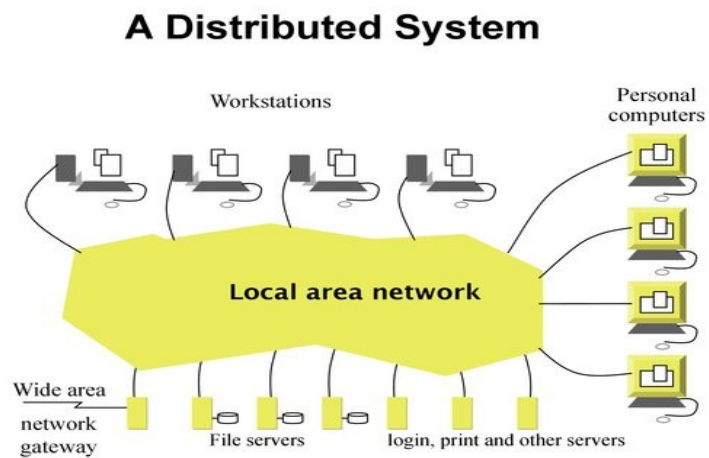 A Distributed System
Workstations
Personal
computers
Local area network
Wide area
network
gateway
File servers
login, print and other servers